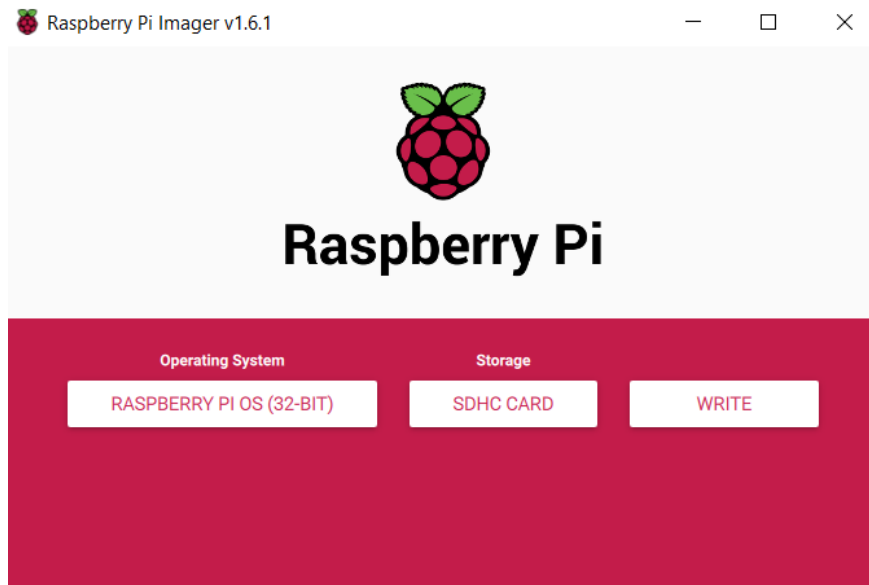 Raspberry Pi Imager v1.6.1
Raspberry Pi
Operating System
Storage
RASPBERRY PI OS (32-BIT)
SDHC CARD
WRITE